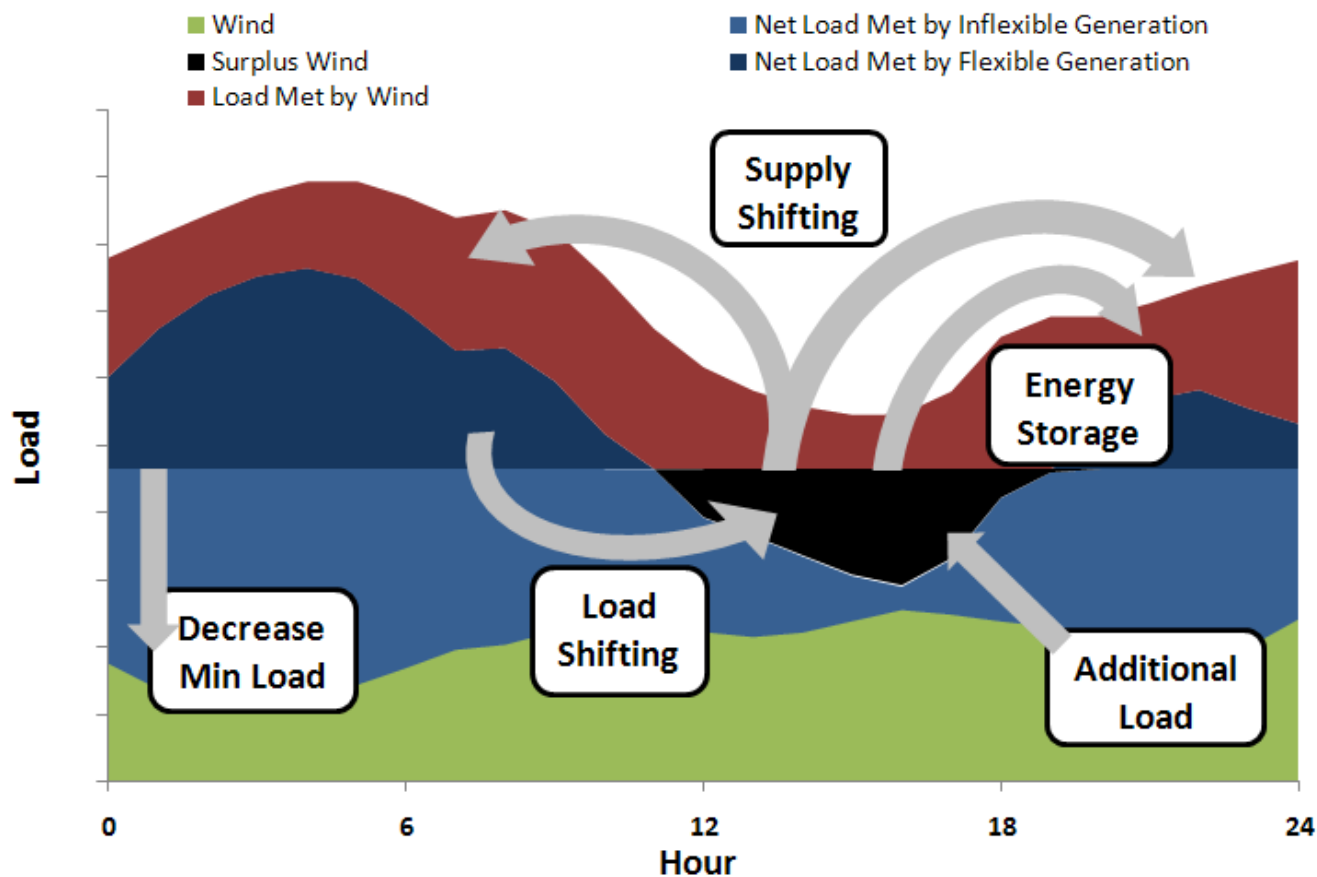 Wind
Surplus Wind
Load Met by Wind
Net Load Met by Inflexible Generation
Net Load Met by Flexible Generation
Supply
Shifting
Energy
Storage
Load
Load
Shifting
Decrease
Min Load
Additional
Load
0
6
12
18
24
Hour